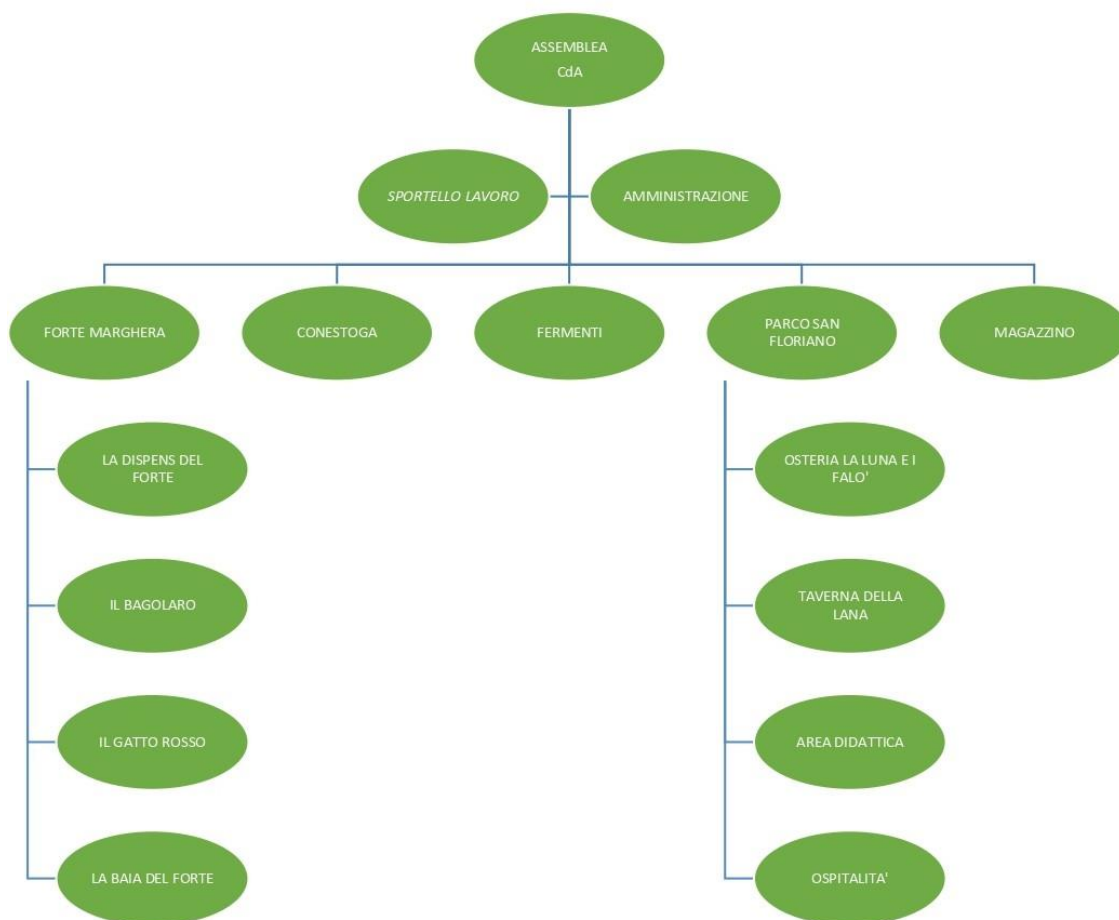 ASSEMBLEA
CdA
SPORTELLO LAVORO
AMMINISTRAZIONE
FORTE MARGHERA
CONESTOGA
FERMENTI
PARCO SAN
FLORIANO
MAGAZZINO
LA DISPENS DEL
FORTE
OSTERIA LA LUNA E I
FALO'
IL BAGOLARO
TAVERNA DELLA
LANA
IL GATTO ROSSO
AREA DIDATTICA
LA BAIA DEL FORTE
OSPITALITA'